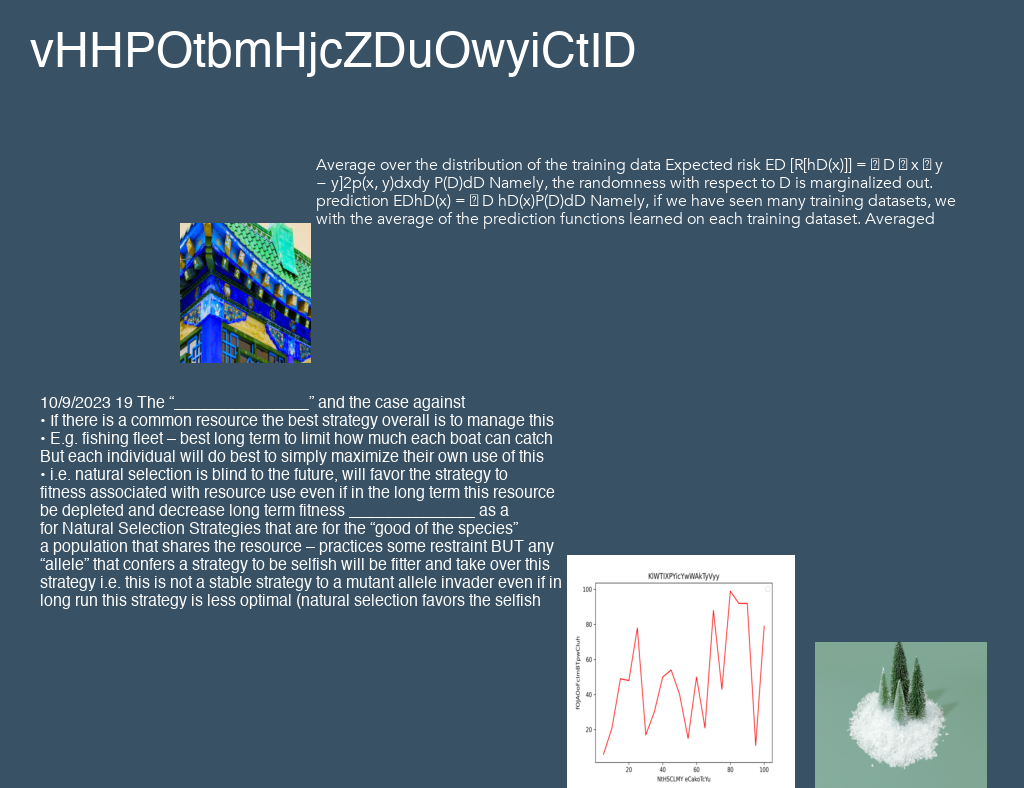 vHHPOtbmHjcZDuOwyiCtID
Average over the distribution of the training data Expected risk ED [R[hD(x)]] = D x y
− y]2p(x, y)dxdy P(D)dD Namely, the randomness with respect to D is marginalized out.
prediction EDhD(x) = D hD(x)P(D)dD Namely, if we have seen many training datasets, we
with the average of the prediction functions learned on each training dataset. Averaged
10/9/2023 19 The “________________” and the case against
• If there is a common resource the best strategy overall is to manage this
• E.g. fishing fleet – best long term to limit how much each boat can catch
But each individual will do best to simply maximize their own use of this
• i.e. natural selection is blind to the future, will favor the strategy to
fitness associated with resource use even if in the long term this resource
be depleted and decrease long term fitness _______________ as a
for Natural Selection Strategies that are for the “good of the species”
a population that shares the resource – practices some restraint BUT any
“allele” that confers a strategy to be selfish will be fitter and take over this
strategy i.e. this is not a stable strategy to a mutant allele invader even if in
long run this strategy is less optimal (natural selection favors the selfish
100
80
60
40
20
20 40 60 80 100